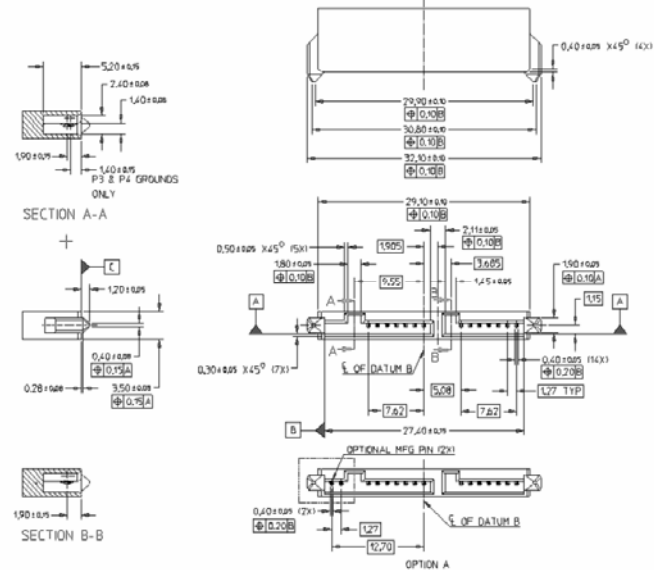 5,20±0,15
2,40±0,08
1,40±0,08
1,90±0,15
1,40±0,15
P3 & P4 GROUNDS
ONLY
SECTION A-A
0,40±0,05 X45° (4X)
29,90±0,10
⌖ 0,10 B
30,80±0,10
⌖ 0,10 B
32,10±0,10
⌖ 0,10 B
29,10±0,10
⌖ 0,10 B
0,50±0,05 X45° (5X)
1,905
2,11±0,05
⌖ 0,10 B
1,80±0,05
⌖ 0,10 B
3,685
1,90±0,05
⌖ 0,10 A
9,55
1,45±0,05
1,15
A
A
A
B
A
B
0,30±0,05 X45° (7X)
℄ OF DATUM B
0,40±0,05 (14X)
⌖ 0,20 B
5,08
1,27 TYP
7,62
7,62
27,40±0,15
B
C
1,20±0,05
0,40±0,08
⌖ 0,15 A
0,28±0,08
3,50±0,08
⌖ 0,15 A
OPTIONAL MFG PIN (2X)
0,40±0,05 (2X)
⌖ 0,20 B
1,27
℄ OF DATUM B
12,70
OPTION A
1,90±0,15
SECTION B-B